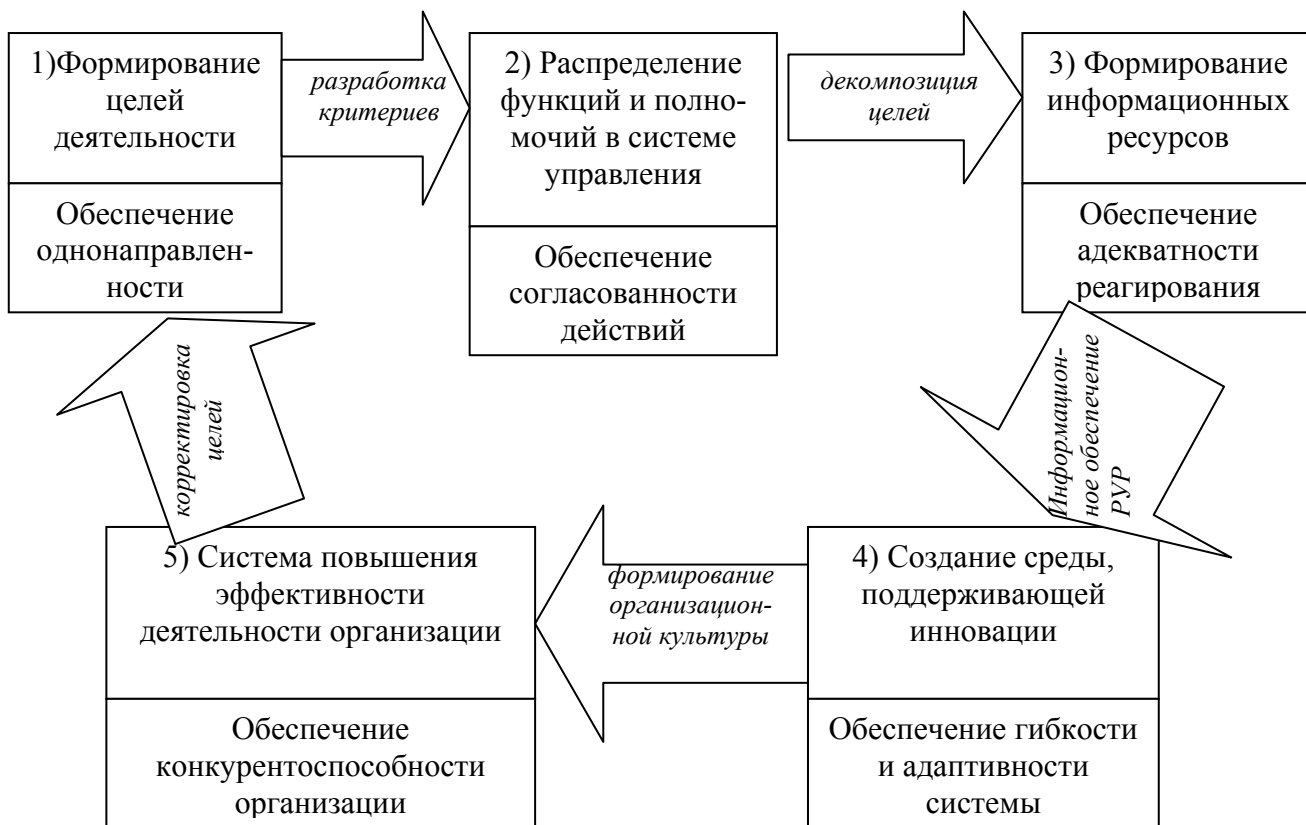 1)Формирование
целей
деятельности
Обеспечение
однонаправлен-
ности
разработка
критериев
2) Распределение
функций и полно-
мочий в системе
управления
Обеспечение
согласованности
действий
декомпозиция
целей
3) Формирование
информационных
ресурсов
Обеспечение
адекватности
реагирования
Информацион-
ное обеспечение
РУР
4) Создание среды,
поддерживающей
инновации
Обеспечение гибкости
и адаптивности
системы
формирование
организацион-
ной культуры
5) Система повышения
эффективности
деятельности организации
Обеспечение
конкурентоспособности
организации
корректировка
целей